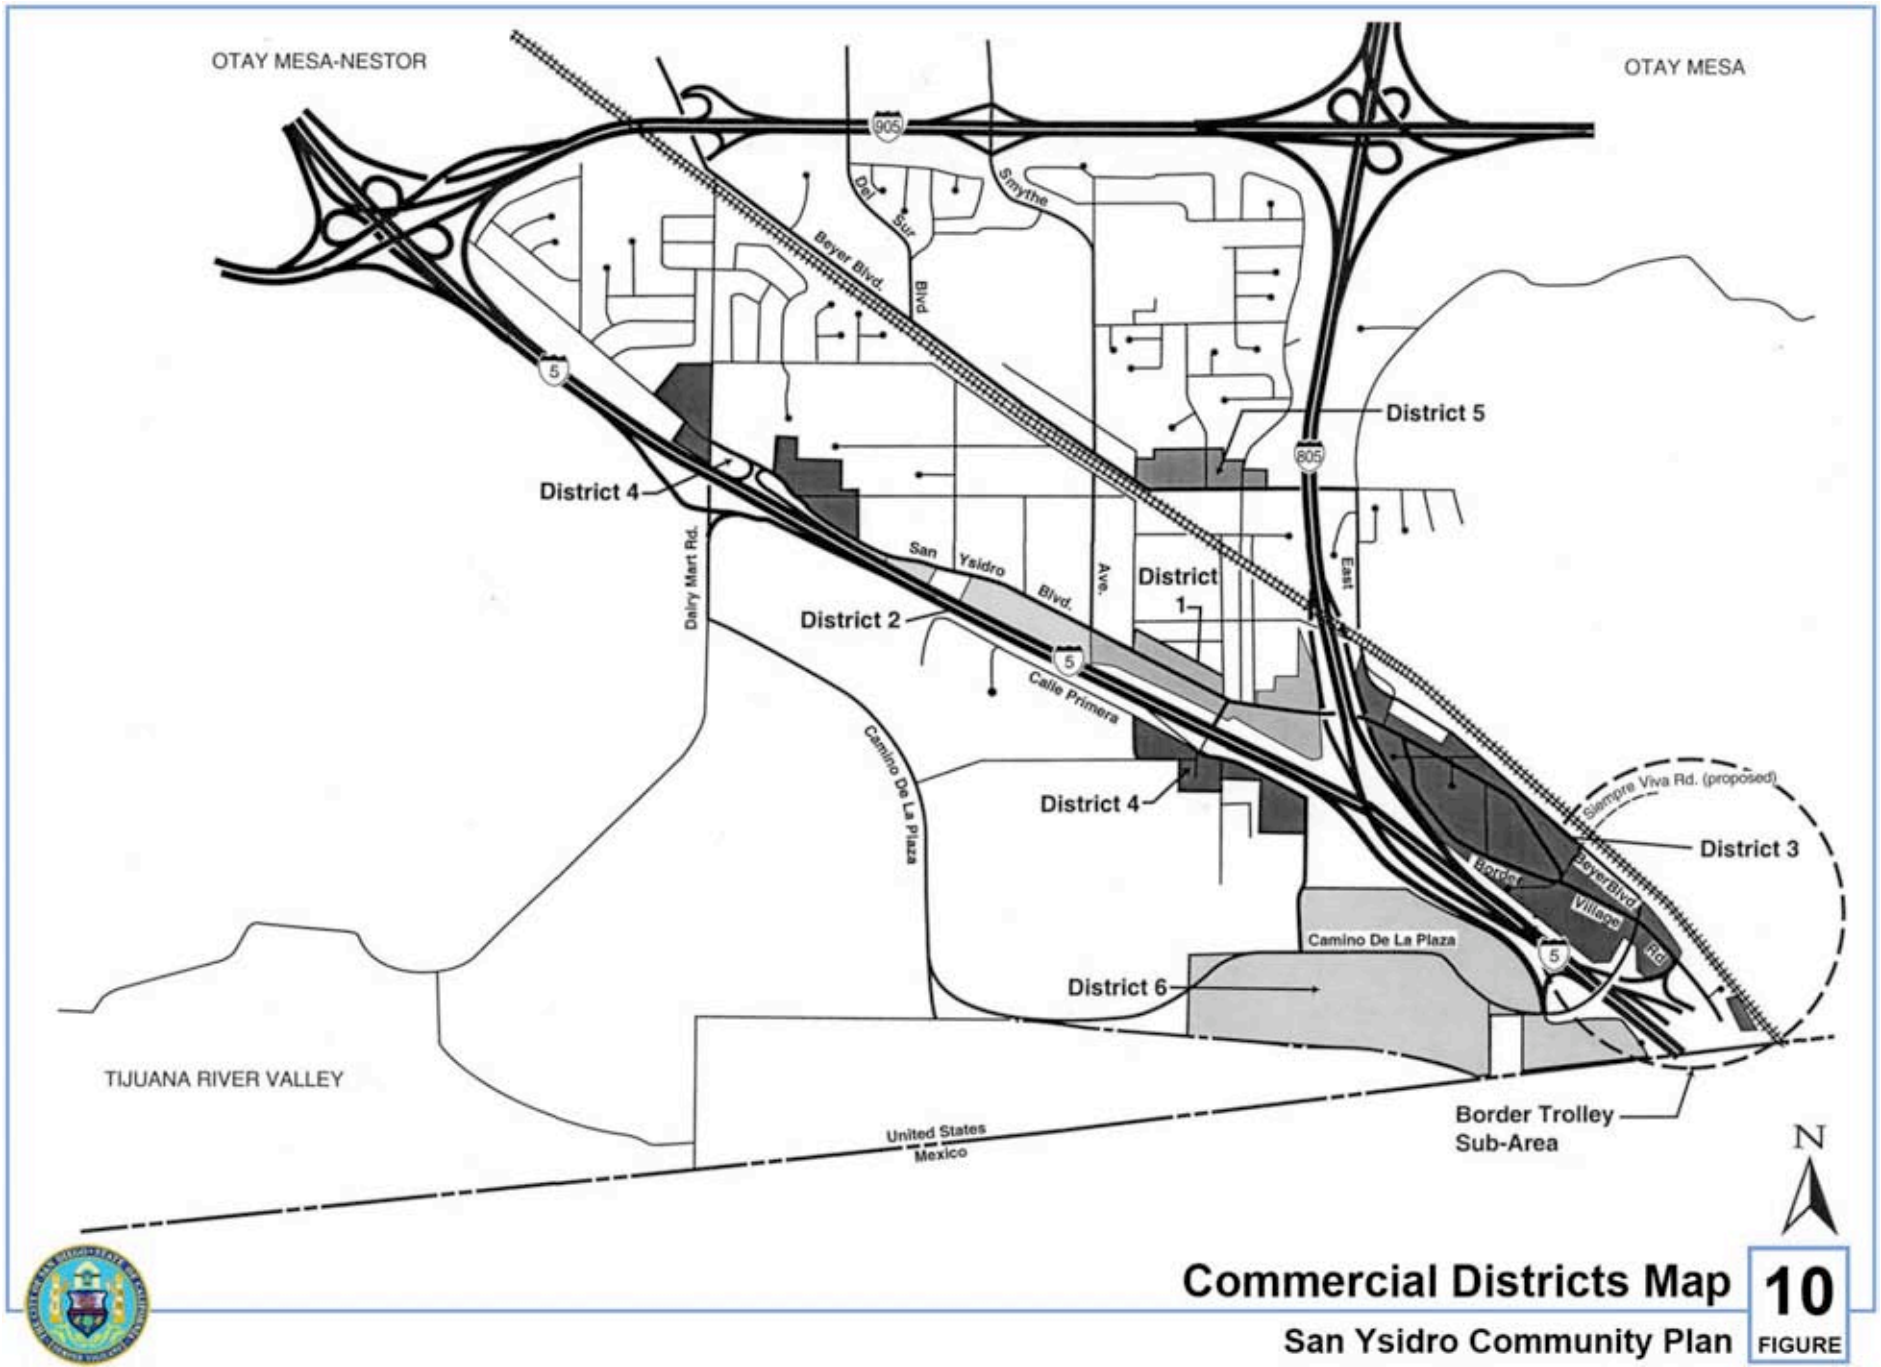 OTAY MESA-NESTOR
OTAY MESA
905
Del
Sur
Blvd
Smythe
Beyer Blvd.
5
District 5
805
District 4
San
Ysidro
Blvd.
Ave.
District
1
East
Dairy Mart Rd.
District 2
5
Calle Primera
Camino De La Plaza
District 4
Siempre Viva Rd. (proposed)
District 3
Border
Village
Rd
Beyer Blvd
Camino De La Plaza
5
District 6
TIJUANA RIVER VALLEY
United States
Mexico
Border Trolley
Sub-Area
N
Commercial Districts Map
San Ysidro Community Plan
10
FIGURE